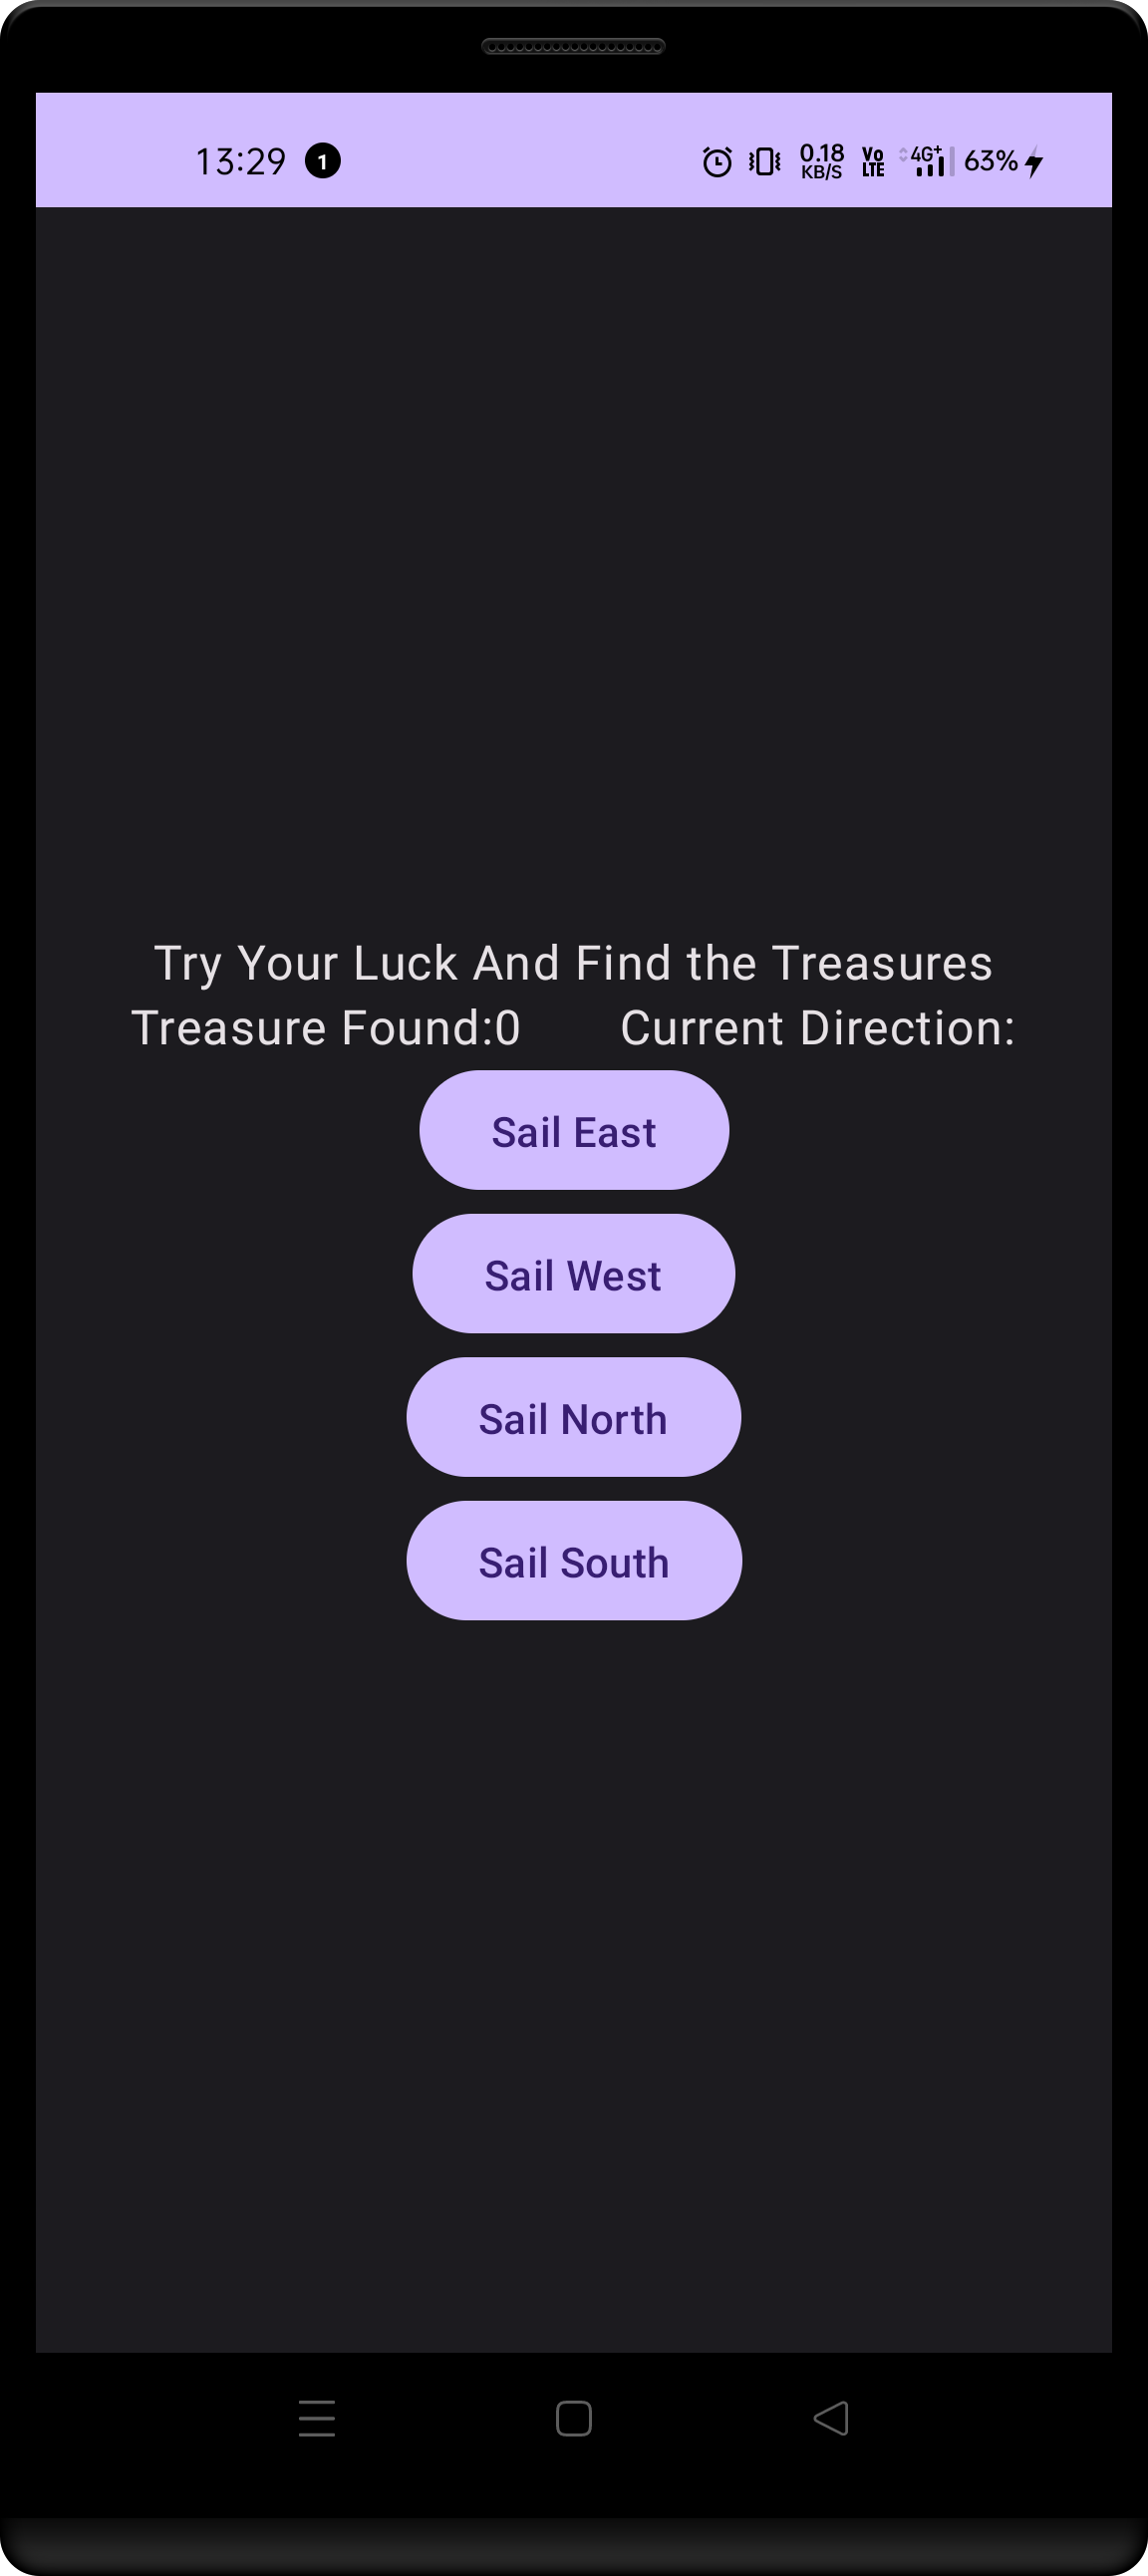 13:29 1 0.18 KB/S Vo LTE 4G+ 63%
Try Your Luck And Find the Treasures
Treasure Found:0 Current Direction:
Sail East
Sail West
Sail North
Sail South